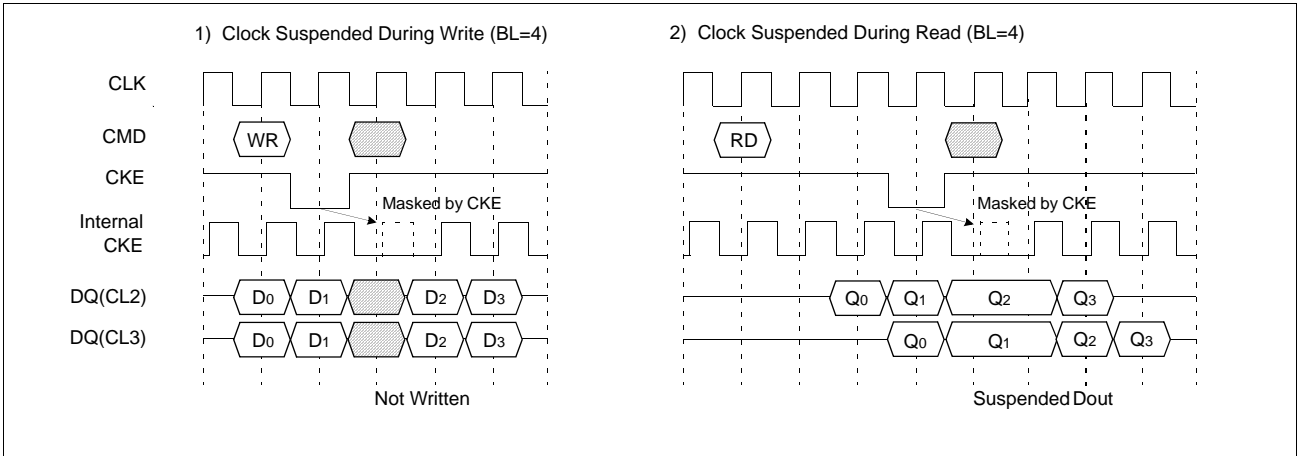 1) Clock Suspended During Write (BL=4)
2) Clock Suspended During Read (BL=4)
CLK
CMD
WR
RD
CKE
Masked by CKE
Masked by CKE
Internal
CKE
DQ(CL2)
D0 D1 D2 D3
Q0 Q1 Q2 Q3
DQ(CL3)
D0 D1 D2 D3
Q0 Q1 Q2 Q3
Not Written
Suspended Dout